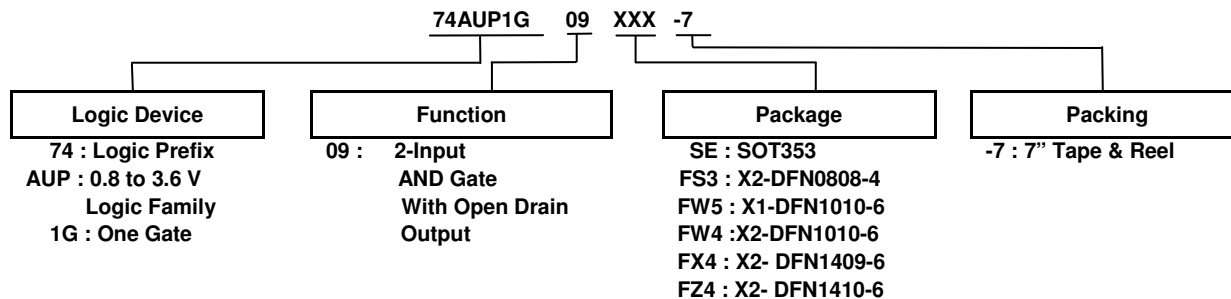 74AUP1G 09 XXX -7
Logic Device
74 : Logic Prefix
AUP : 0.8 to 3.6 V
Logic Family
1G : One Gate
Function
09 : 2-Input
AND Gate
With Open Drain
Output
Package
SE : SOT353
FS3 : X2-DFN0808-4
FW5 : X1-DFN1010-6
FW4 :X2-DFN1010-6
FX4 : X2- DFN1409-6
FZ4 : X2- DFN1410-6
Packing
-7 : 7” Tape & Reel